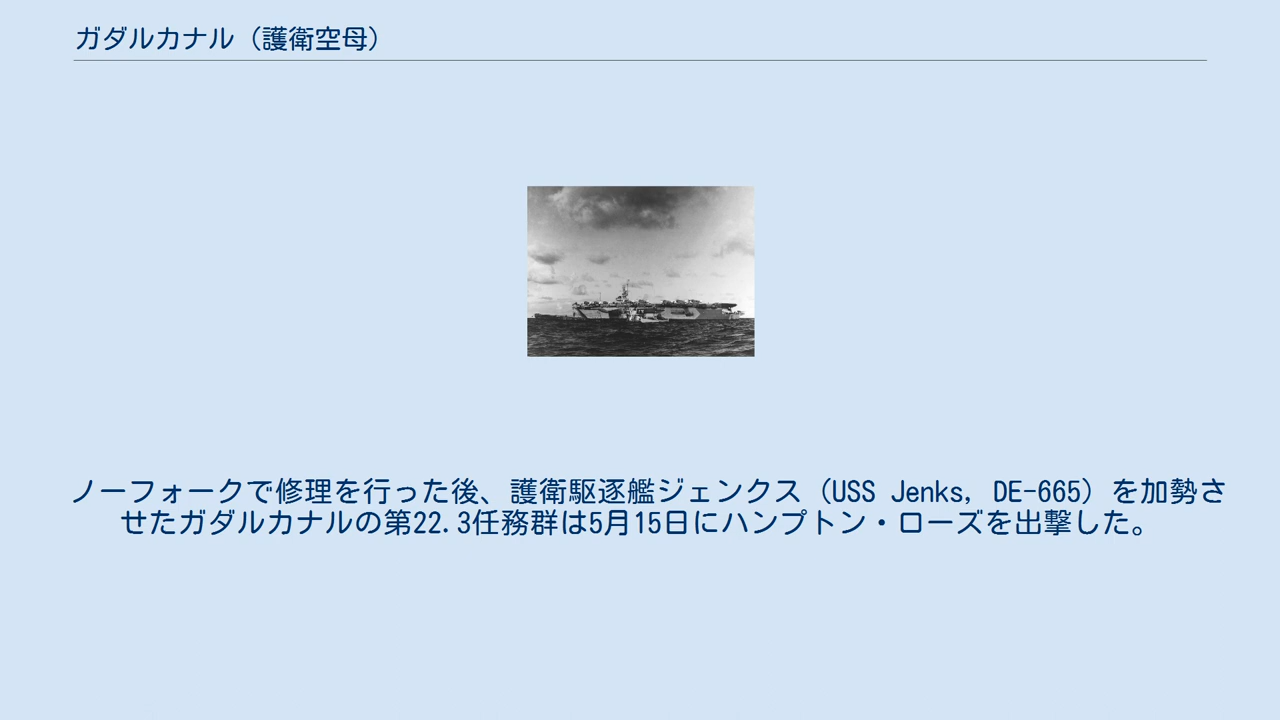 ガダルカナル（護衛空母）
ノーフォークで修理を行った後、護衛駆逐艦ジェンクス（USS Jenks, DE-665）を加勢さ
せたガダルカナルの第22.3任務群は5月15日にハンプトン・ローズを出撃した。